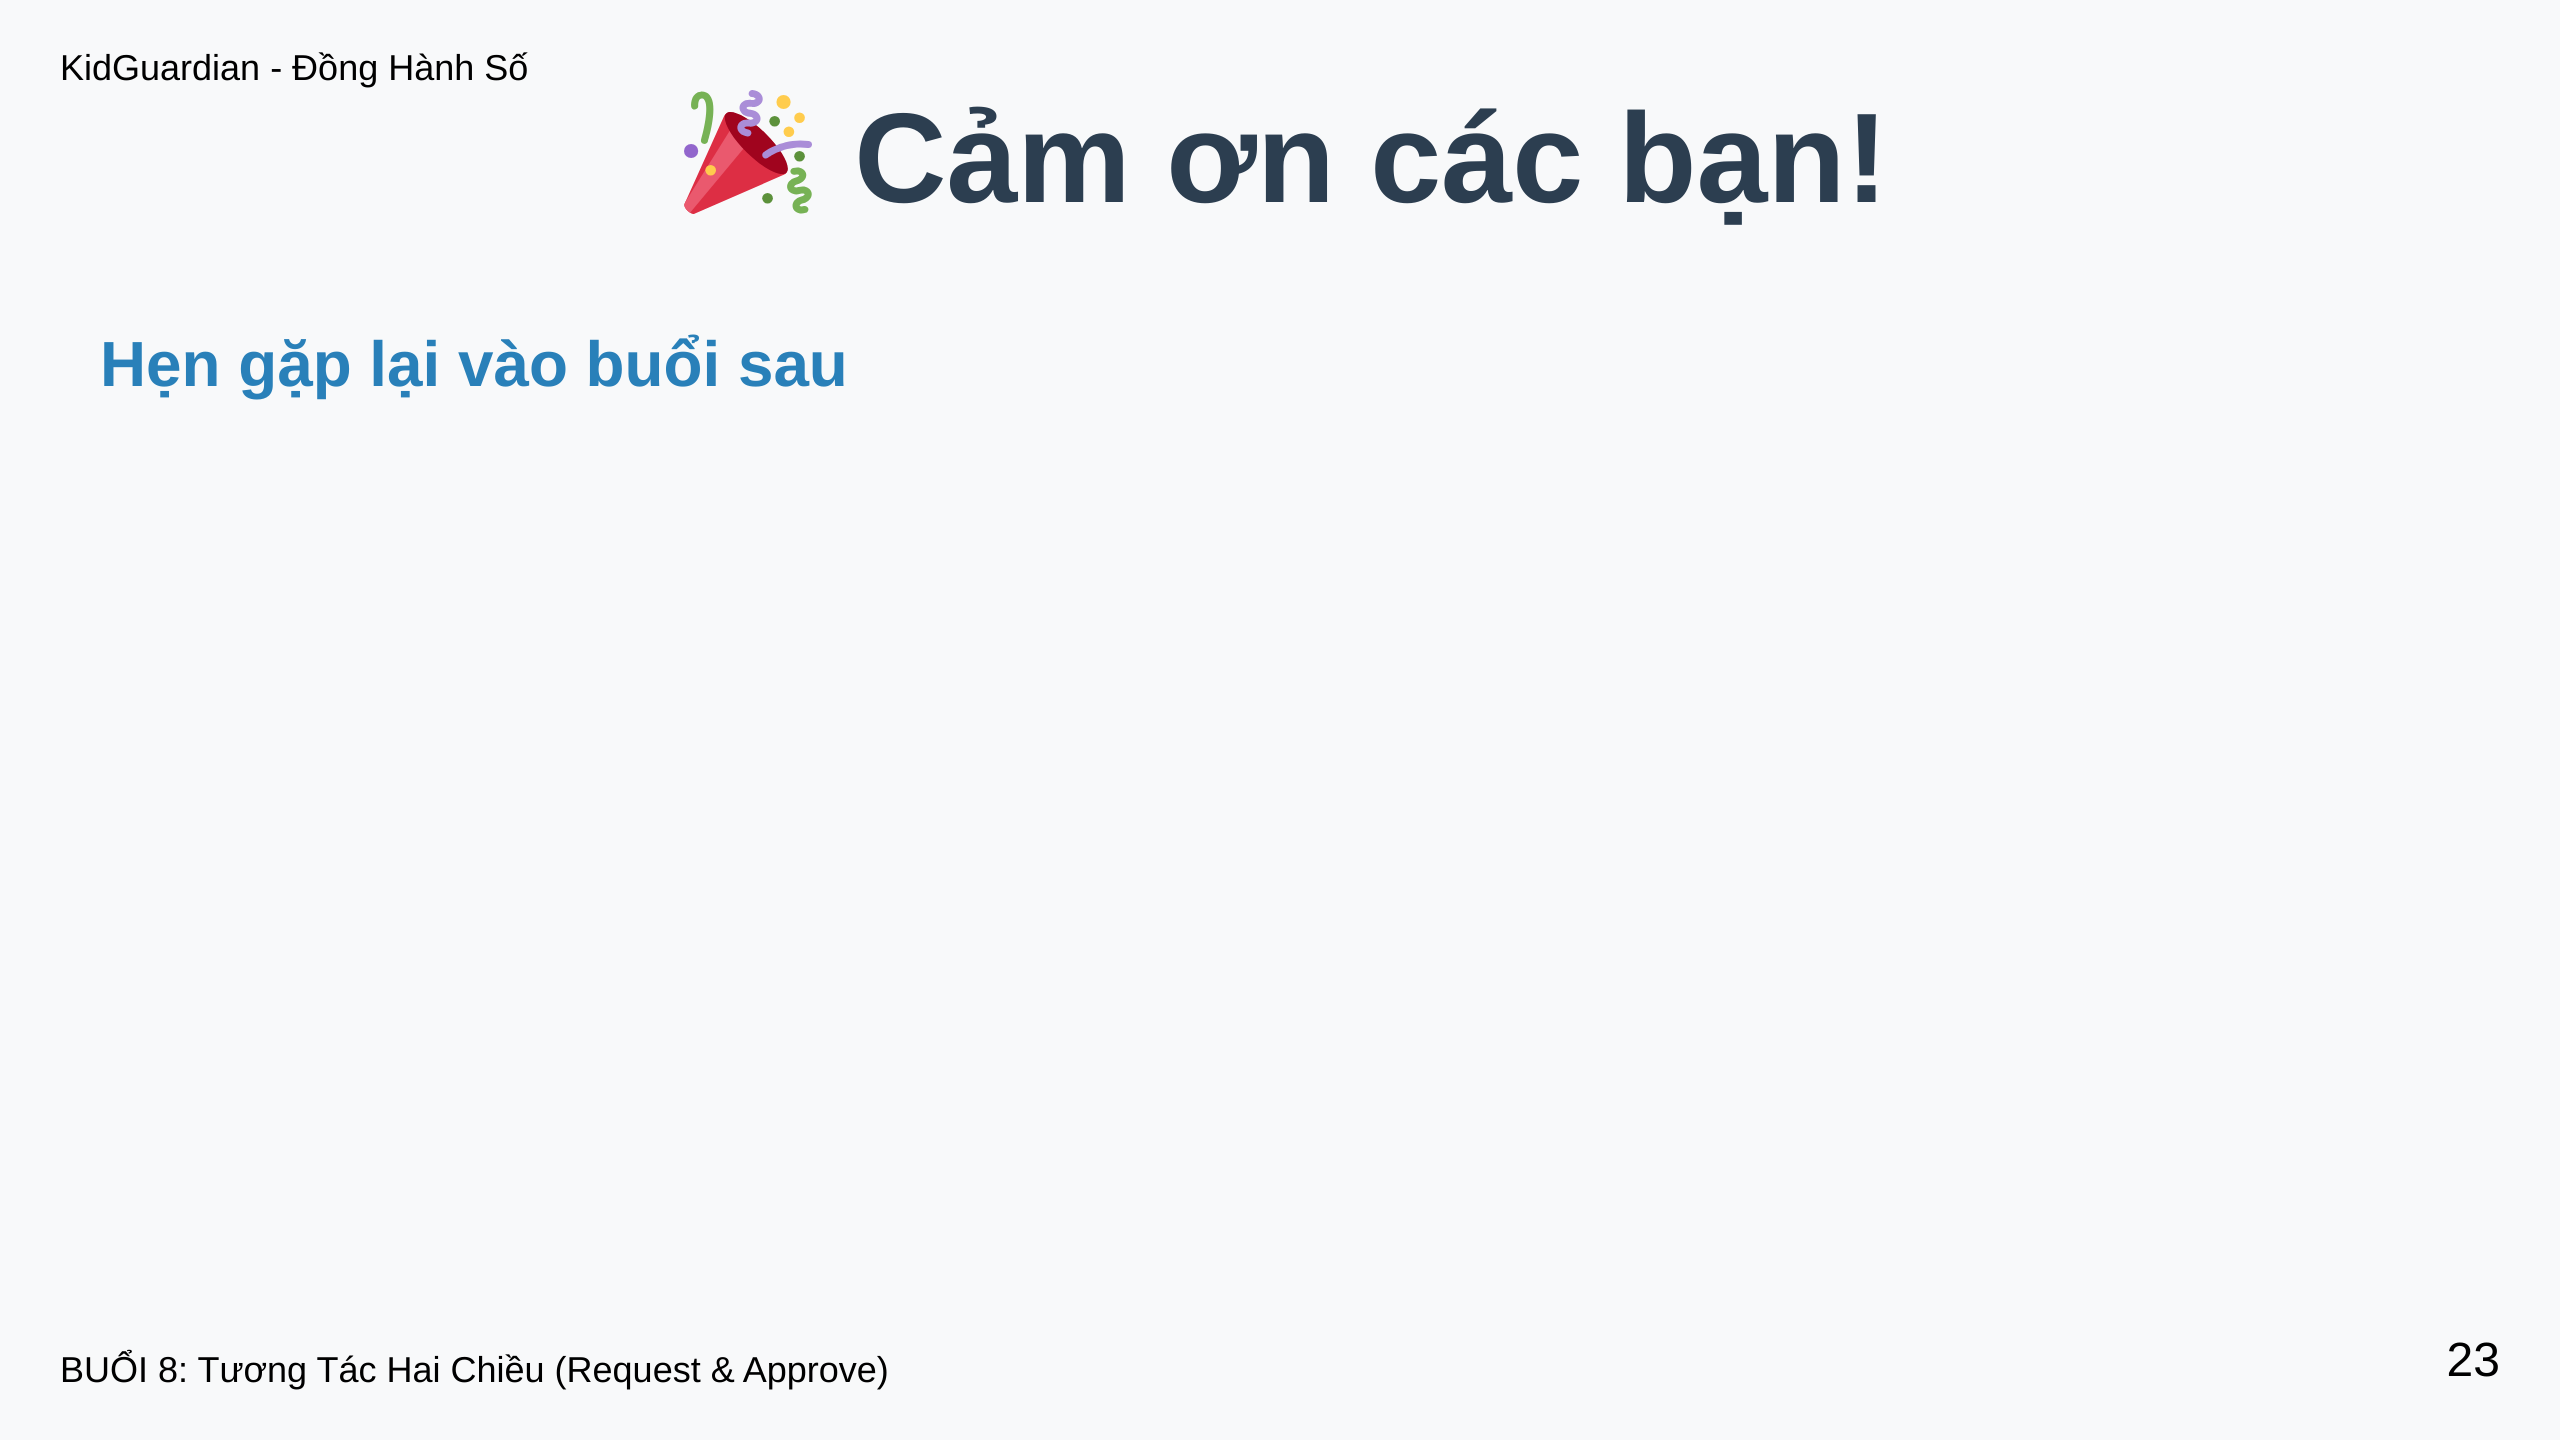 KidGuardian - Đồng Hành Số
🎉 Cảm ơn các bạn!
Hẹn gặp lại vào buổi sau
BUỔI 8: Tương Tác Hai Chiều (Request & Approve)
23